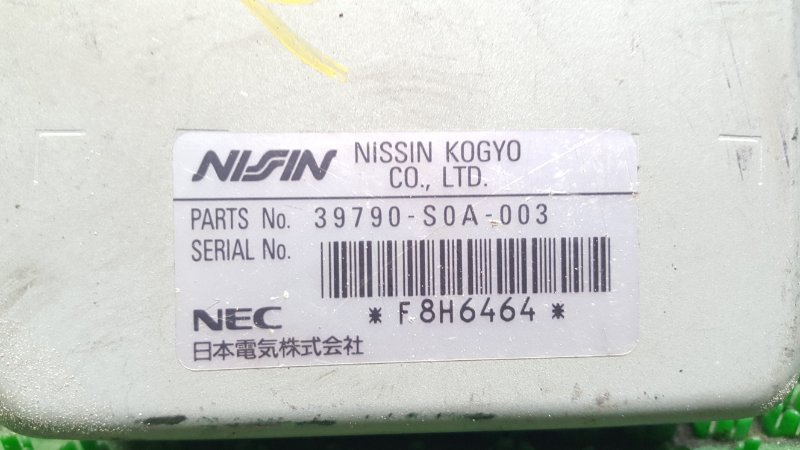 NISSIN NISSIN KOGYO
CO., LTD.
PARTS No. 39790-S0A-003
SERIAL No.
*F8H6464*
NEC
日本電気株式会社